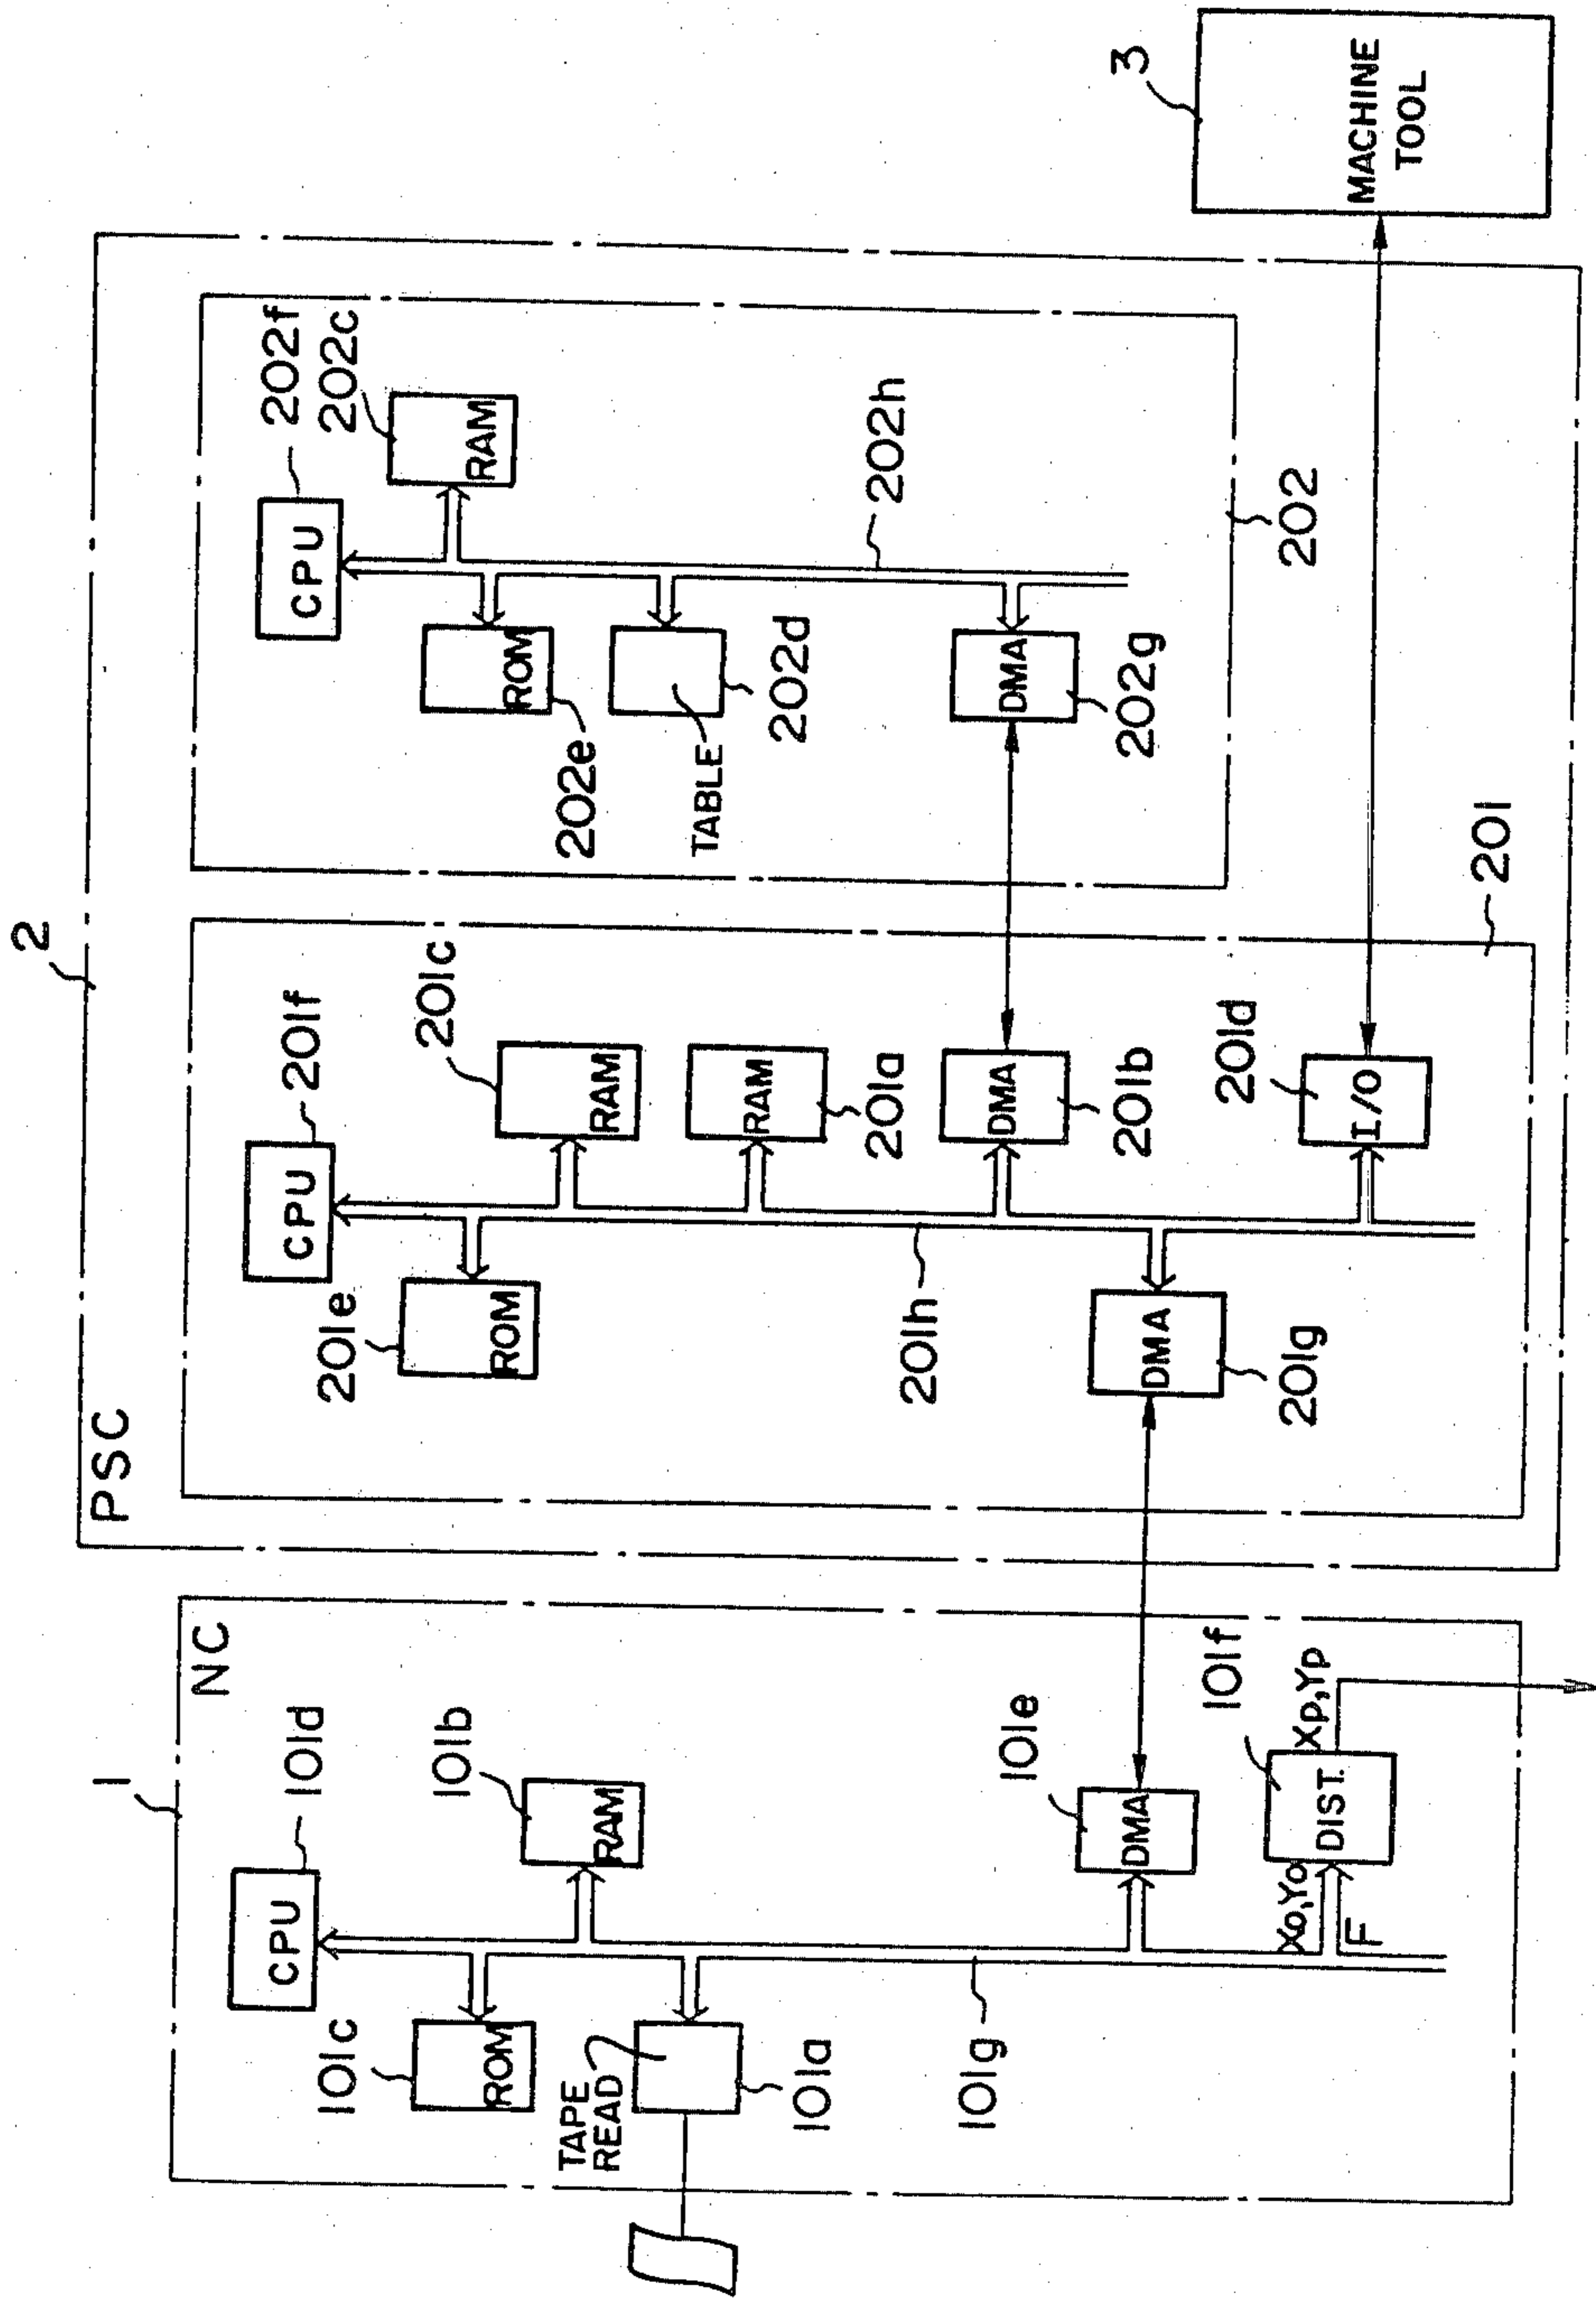 1
NC
101d
CPU
101c
ROM
101b
RAM
TAPE
READ
101a
101g
101e
DMA
Xo,Yo
F
101f
DIST.
Xp,Yp
2
PSC
201f
CPU
201e
ROM
201c
RAM
RAM
201a
201h
DMA
201b
DMA
201g
201d
I/O
201
202f
CPU
202c
RAM
ROM
202e
TABLE
202d
202h
DMA
202g
202
3
MACHINE
TOOL